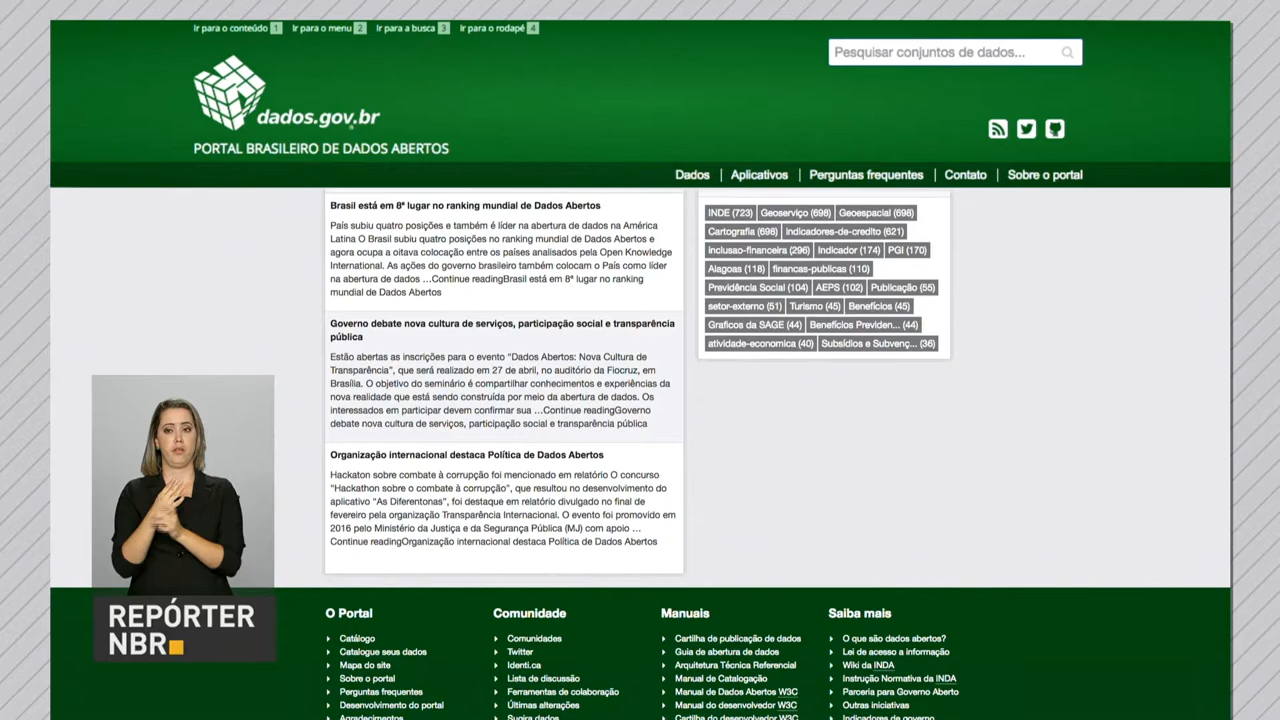 Ir para o conteúdo 1 Ir para o menu 2 Ir para a busca 3 Ir para o rodapé 4
Pesquisar conjuntos de dados...
dados.gov.br
PORTAL BRASILEIRO DE DADOS ABERTOS
Dados | Aplicativos | Perguntas frequentes | Contato | Sobre o portal
Brasil está em 8º lugar no ranking mundial de Dados Abertos
País subiu quatro posições e também é líder na abertura de dados na América
Latina O Brasil subiu quatro posições no ranking mundial de Dados Abertos e
agora ocupa a oitava colocação entre os países analisados pela Open Knowledge
International. As ações do governo brasileiro também colocam o País como líder
na abertura de dados …Continue readingBrasil está em 8º lugar no ranking
mundial de Dados Abertos
Governo debate nova cultura de serviços, participação social e transparência
pública
Estão abertas as inscrições para o evento “Dados Abertos: Nova Cultura de
Transparência”, que será realizado em 27 de abril, no auditório da Fiocruz, em
Brasília. O objetivo do seminário é compartilhar conhecimentos e experiências da
nova realidade que está sendo construída por meio da abertura de dados. Os
interessados em participar devem confirmar sua …Continue readingGoverno
debate nova cultura de serviços, participação social e transparência pública
Organização internacional destaca Política de Dados Abertos
Hackaton sobre combate à corrupção foi mencionado em relatório O concurso
“Hackathon sobre o combate à corrupção”, que resultou no desenvolvimento do
aplicativo “As Diferentonas”, foi destaque em relatório divulgado no final de
fevereiro pela organização Transparência Internacional. O evento foi promovido em
2016 pelo Ministério da Justiça e da Segurança Pública (MJ) com apoio …
Continue readingOrganização internacional destaca Política de Dados Abertos
INDE (723) Geoserviço (698) Geoespacial (698)
Cartografia (698) indicadores-de-credito (621)
inclusao-financeira (296) Indicador (174) PGI (170)
Alagoas (118) financas-publicas (110)
Previdência Social (104) AEPS (102) Publicação (55)
setor-externo (51) Turismo (45) Benefícios (45)
Graficos da SAGE (44) Benefícios Previden... (44)
atividade-economica (40) Subsídios e Subvenç... (36)
REPÓRTER
NBR
O Portal
Catálogo
Catalogue seus dados
Mapa do site
Sobre o portal
Perguntas frequentes
Desenvolvimento do portal
Agradecimentos
Comunidade
Comunidades
Twitter
Identi.ca
Lista de discussão
Ferramentas de colaboração
Últimas alterações
Sugira dados
Manuais
Cartilha de publicação de dados
Guia de abertura de dados
Arquitetura Técnica Referencial
Manual de Catalogação
Manual de Dados Abertos W3C
Manual do desenvolvedor W3C
Cartilha do desenvolvedor W3C
Saiba mais
O que são dados abertos?
Lei de acesso a informação
Wiki da INDA
Instrução Normativa da INDA
Parceria para Governo Aberto
Outras iniciativas
Indicadores de governo